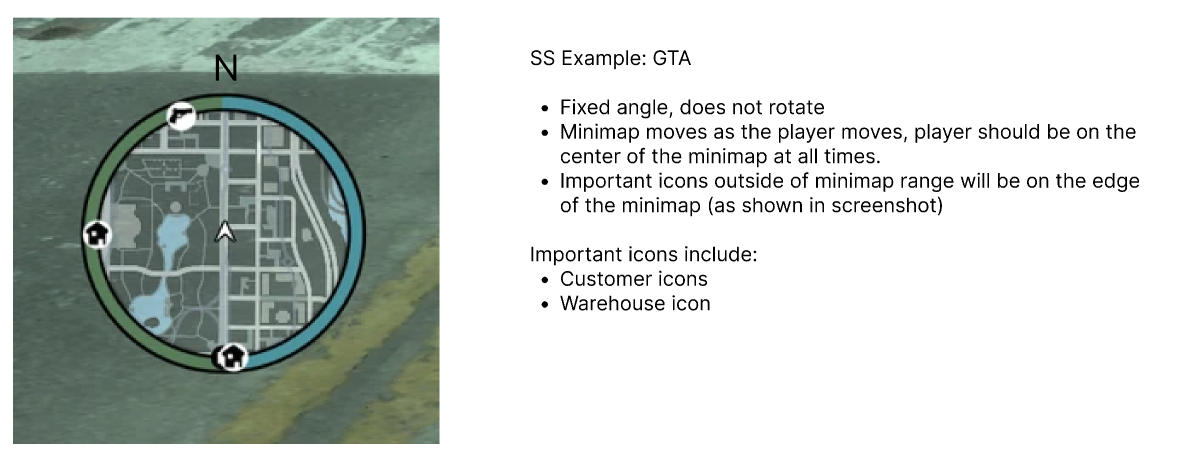 N
SS Example: GTA
• Fixed angle, does not rotate
• Minimap moves as the player moves, player should be on the
center of the minimap at all times.
• Important icons outside of minimap range will be on the edge
of the minimap (as shown in screenshot)
Important icons include:
• Customer icons
• Warehouse icon